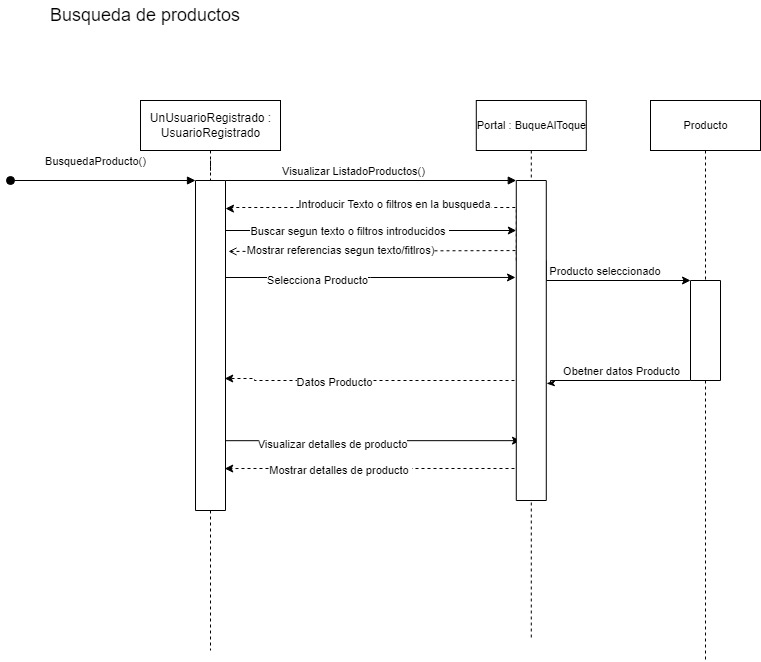 Busqueda de productos
UnUsuarioRegistrado :
UsuarioRegistrado
Portal : BuqueAlToque
Producto
BusquedaProducto()
Visualizar ListadoProductos()
Introducir Texto o filtros en la busqueda
Buscar segun texto o filtros introducidos
Mostrar referencias segun texto/fitlros)
Selecciona Producto
Producto seleccionado
Obetner datos Producto
Datos Producto
Visualizar detalles de producto
Mostrar detalles de producto